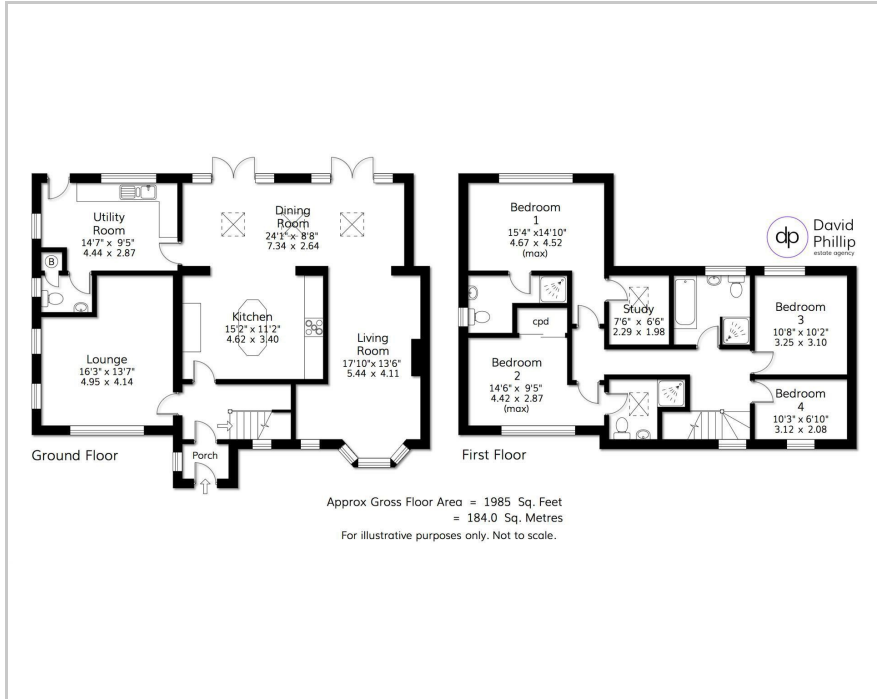 Utility
Room
14'7" x 9'5"
4.44 x 2.87
B
Dining
Room
24'1" x 8'8"
7.34 x 2.64
Kitchen
15'2" x 11'2"
4.62 x 3.40
Living
Room
17'10" x 13'6"
5.44 x 4.11
Lounge
16'3" x 13'7"
4.95 x 4.14
Porch
Ground Floor
Bedroom
1
15'4" x14'10"
4.67 x 4.52
(max)
dp
David
Phillip
estate agency
Study
7'6" x 6'6"
2.29 x 1.98
cpd
Bedroom
3
10'8" x 10'2"
3.25 x 3.10
Bedroom
2
14'6" x 9'5"
4.42 x 2.87
(max)
Bedroom
4
10'3" x 6'10"
3.12 x 2.08
First Floor
Approx Gross Floor Area = 1985 Sq. Feet
= 184.0 Sq. Metres
For illustrative purposes only. Not to scale.